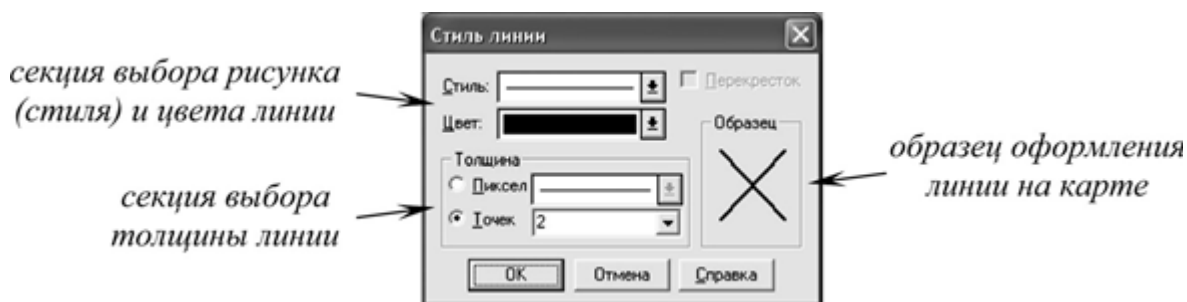 секция выбора рисунка
(стиля) и цвета линии
секция выбора
толщины линии
Стиль линии
Стиль:
Перекресток
Цвет:
Образец
Толщина
Пиксел
Точек 2
OK Отмена Справка
образец оформления
линии на карте